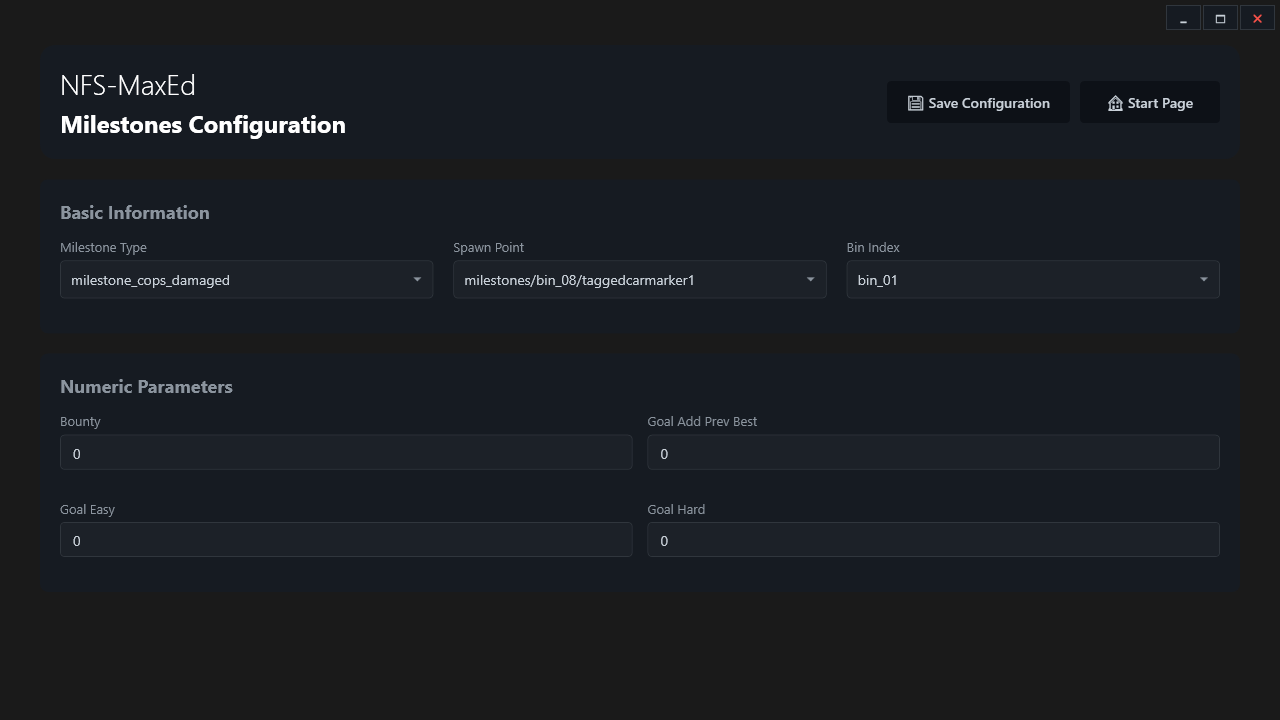 NFS-MaxEd
Milestones Configuration
Save Configuration
Start Page
Basic Information
Milestone Type
Spawn Point
Bin Index
milestone_cops_damaged
milestones/bin_08/taggedcarmarker1
bin_01
Numeric Parameters
Bounty
Goal Add Prev Best
0
0
Goal Easy
Goal Hard
0
0